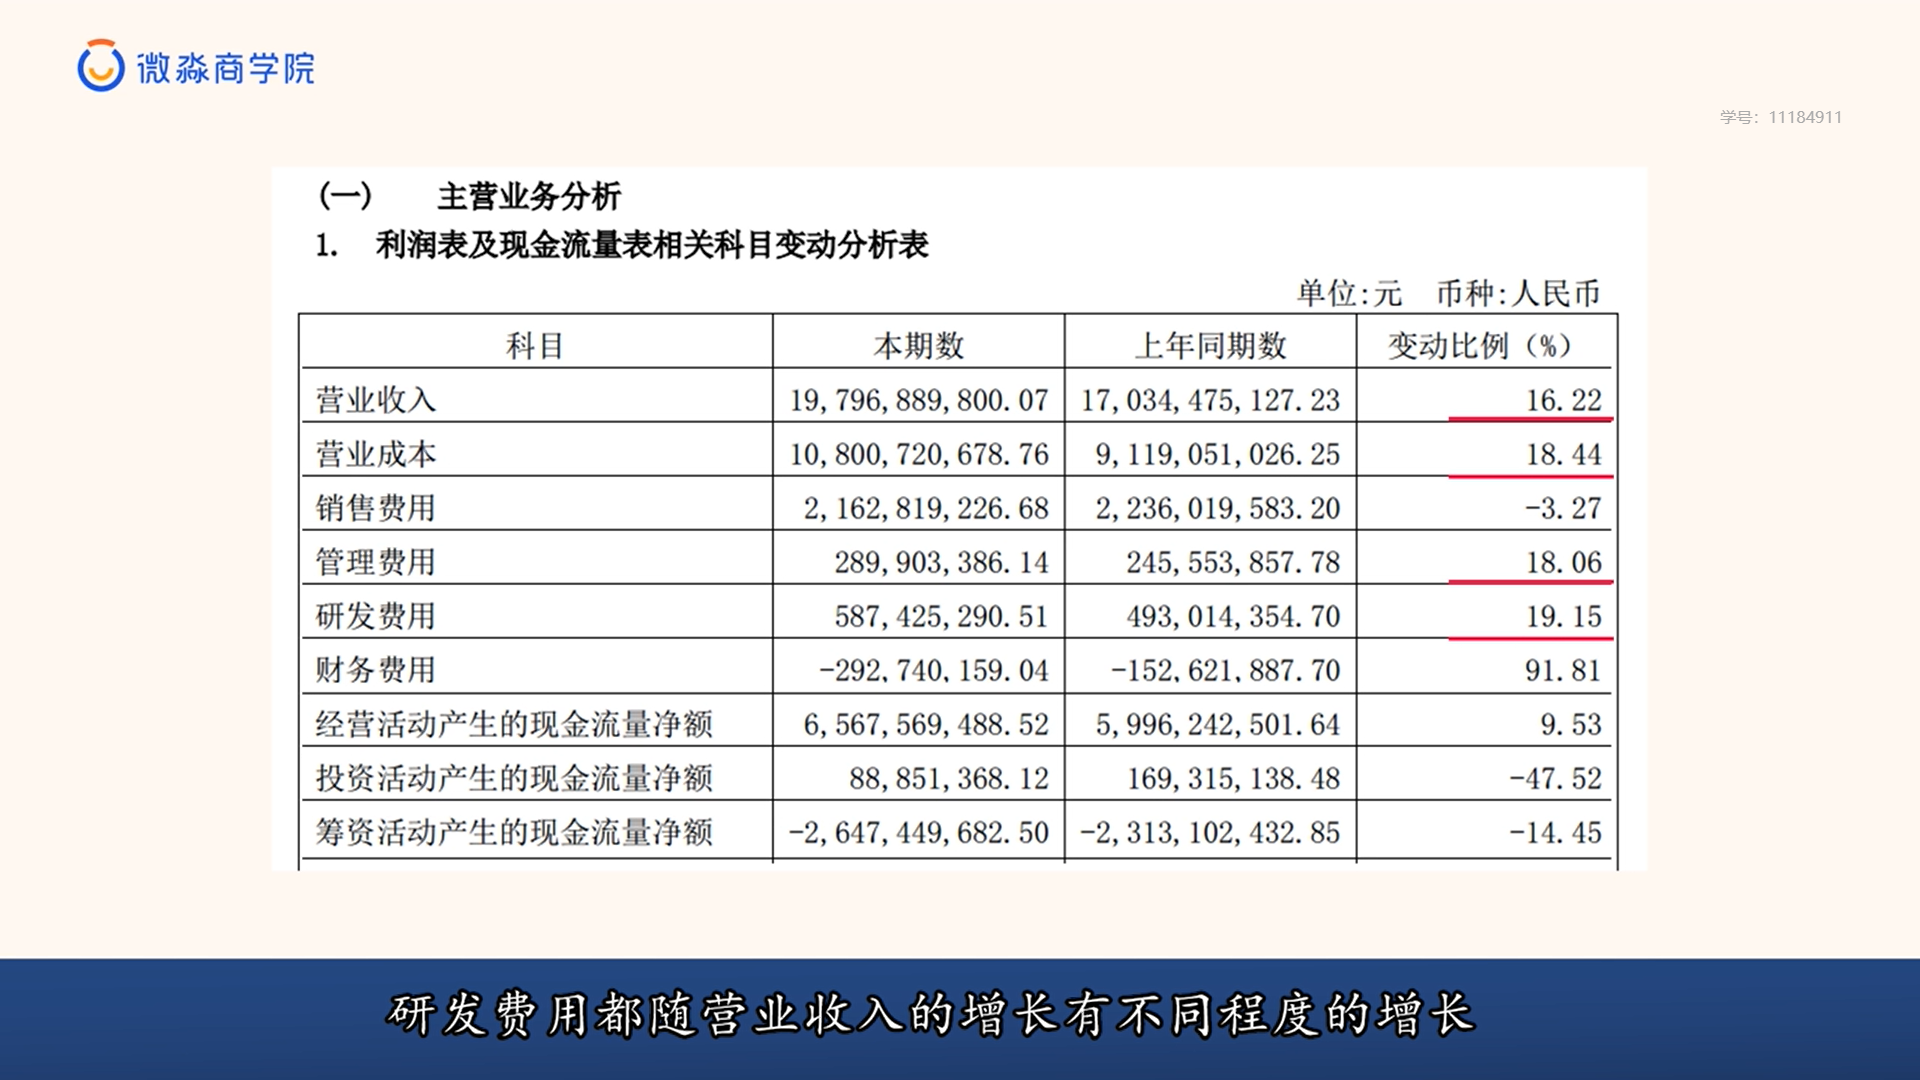 微淼商学院
学号：11184911
(一) 主营业务分析
1. 利润表及现金流量表相关科目变动分析表
单位:元 币种:人民币
科目 本期数 上年同期数 变动比例（%）
营业收入 19,796,889,800.07 17,034,475,127.23 16.22
营业成本 10,800,720,678.76 9,119,051,026.25 18.44
销售费用 2,162,819,226.68 2,236,019,583.20 -3.27
管理费用 289,903,386.14 245,553,857.78 18.06
研发费用 587,425,290.51 493,014,354.70 19.15
财务费用 -292,740,159.04 -152,621,887.70 91.81
经营活动产生的现金流量净额 6,567,569,488.52 5,996,242,501.64 9.53
投资活动产生的现金流量净额 88,851,368.12 169,315,138.48 -47.52
筹资活动产生的现金流量净额 -2,647,449,682.50 -2,313,102,432.85 -14.45
研发费用都随营业收入的增长有不同程度的增长